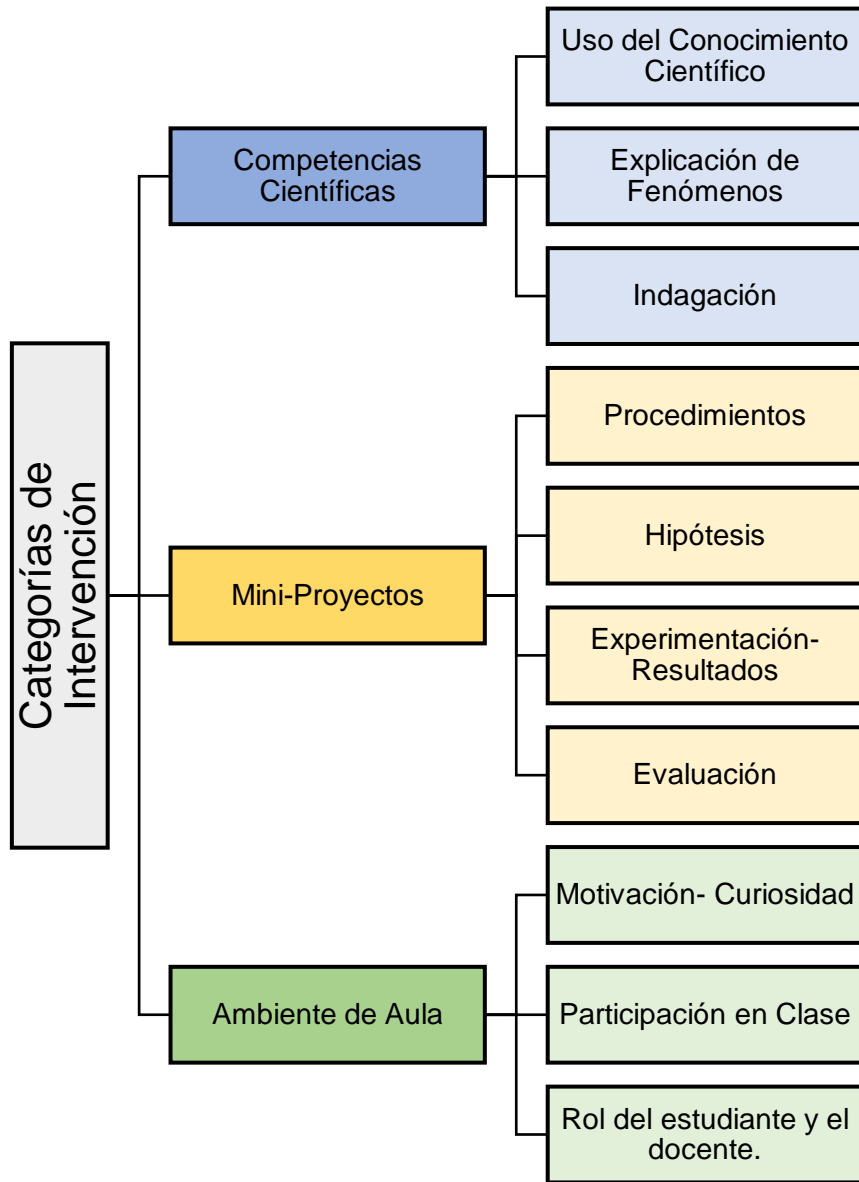 Categorías de
Intervención
Competencias
Científicas
Uso del Conocimiento
Científico
Explicación de
Fenómenos
Indagación
Mini-Proyectos
Procedimientos
Hipótesis
Experimentación-
Resultados
Evaluación
Ambiente de Aula
Motivación- Curiosidad
Participación en Clase
Rol del estudiante y el
docente.